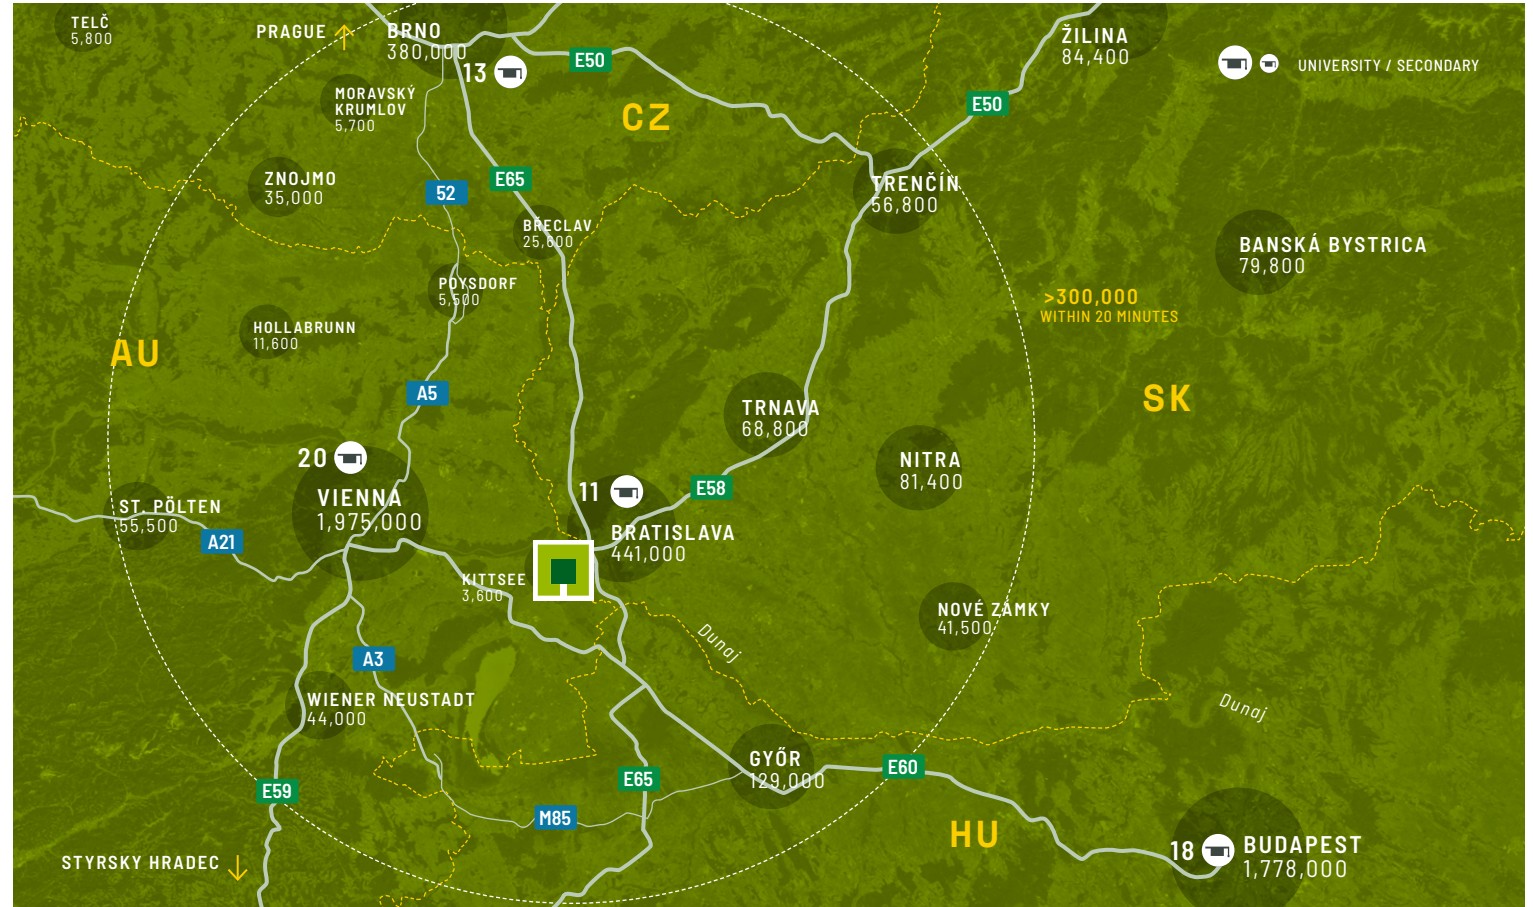 TELČ
5,800
PRAGUE
BRNO
380,000
13
E50
ŽILINA
84,400
UNIVERSITY / SECONDARY
MORAVSKÝ
KRUMLOV
5,700
CZ
E50
ZNOJMO
35,000
52
E65
TRENČÍN
56,800
BŘECLAV
25,600
BANSKÁ BYSTRICA
79,800
POYSDORF
5,500
>300,000
WITHIN 20 MINUTES
HOLLABRUNN
11,600
AU
A5
SK
TRNAVA
68,800
20
NITRA
81,400
VIENNA
1,975,000
11
E58
ST. PÖLTEN
55,500
A21
BRATISLAVA
441,000
KITTSEE
3,600
NOVÉ ZÁMKY
41,500
Dunaj
A3
WIENER NEUSTADT
44,000
Dunaj
GYŐR
129,000
E60
E65
E59
M85
HU
STYRSKY HRADEC
18
BUDAPEST
1,778,000